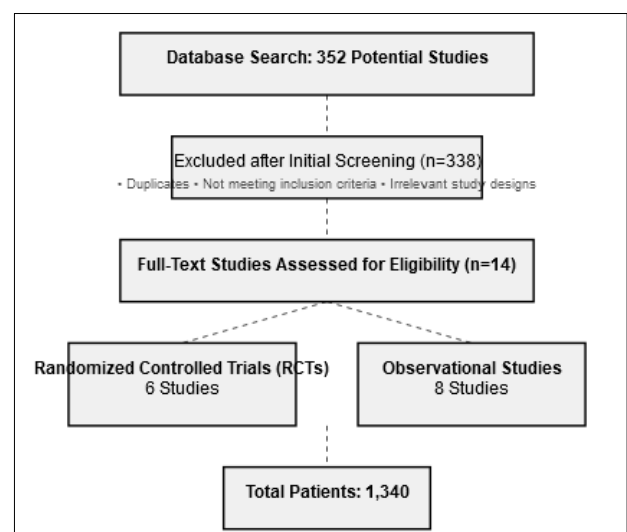 Database Search: 352 Potential Studies
Excluded after Initial Screening (n=338)
• Duplicates • Not meeting inclusion criteria • Irrelevant study designs
Full-Text Studies Assessed for Eligibility (n=14)
Randomized Controlled Trials (RCTs)
6 Studies
Observational Studies
8 Studies
Total Patients: 1,340